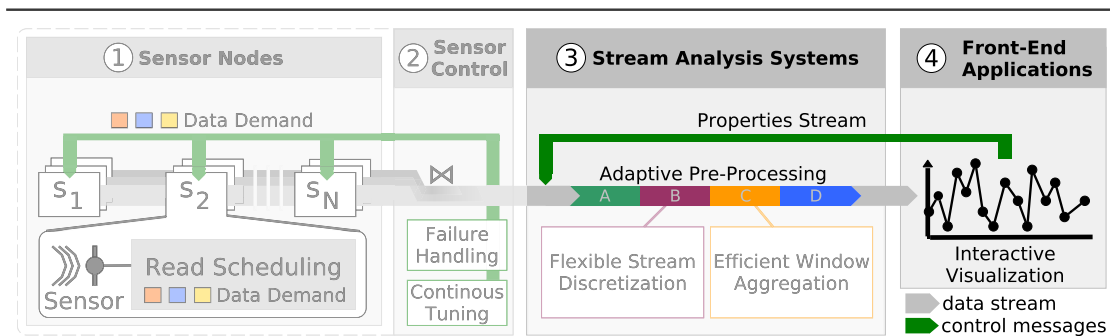 1 Sensor Nodes
2 Sensor
Control
3 Stream Analysis Systems
4 Front-End
Applications
Data Demand
Properties Stream
S1
S2
SN
⋈
Adaptive Pre-Processing
A
B
C
D
Sensor
Read Scheduling
Data Demand
Failure
Handling
Continous
Tuning
Flexible Stream
Discretization
Efficient Window
Aggregation
Interactive
Visualization
data stream
control messages